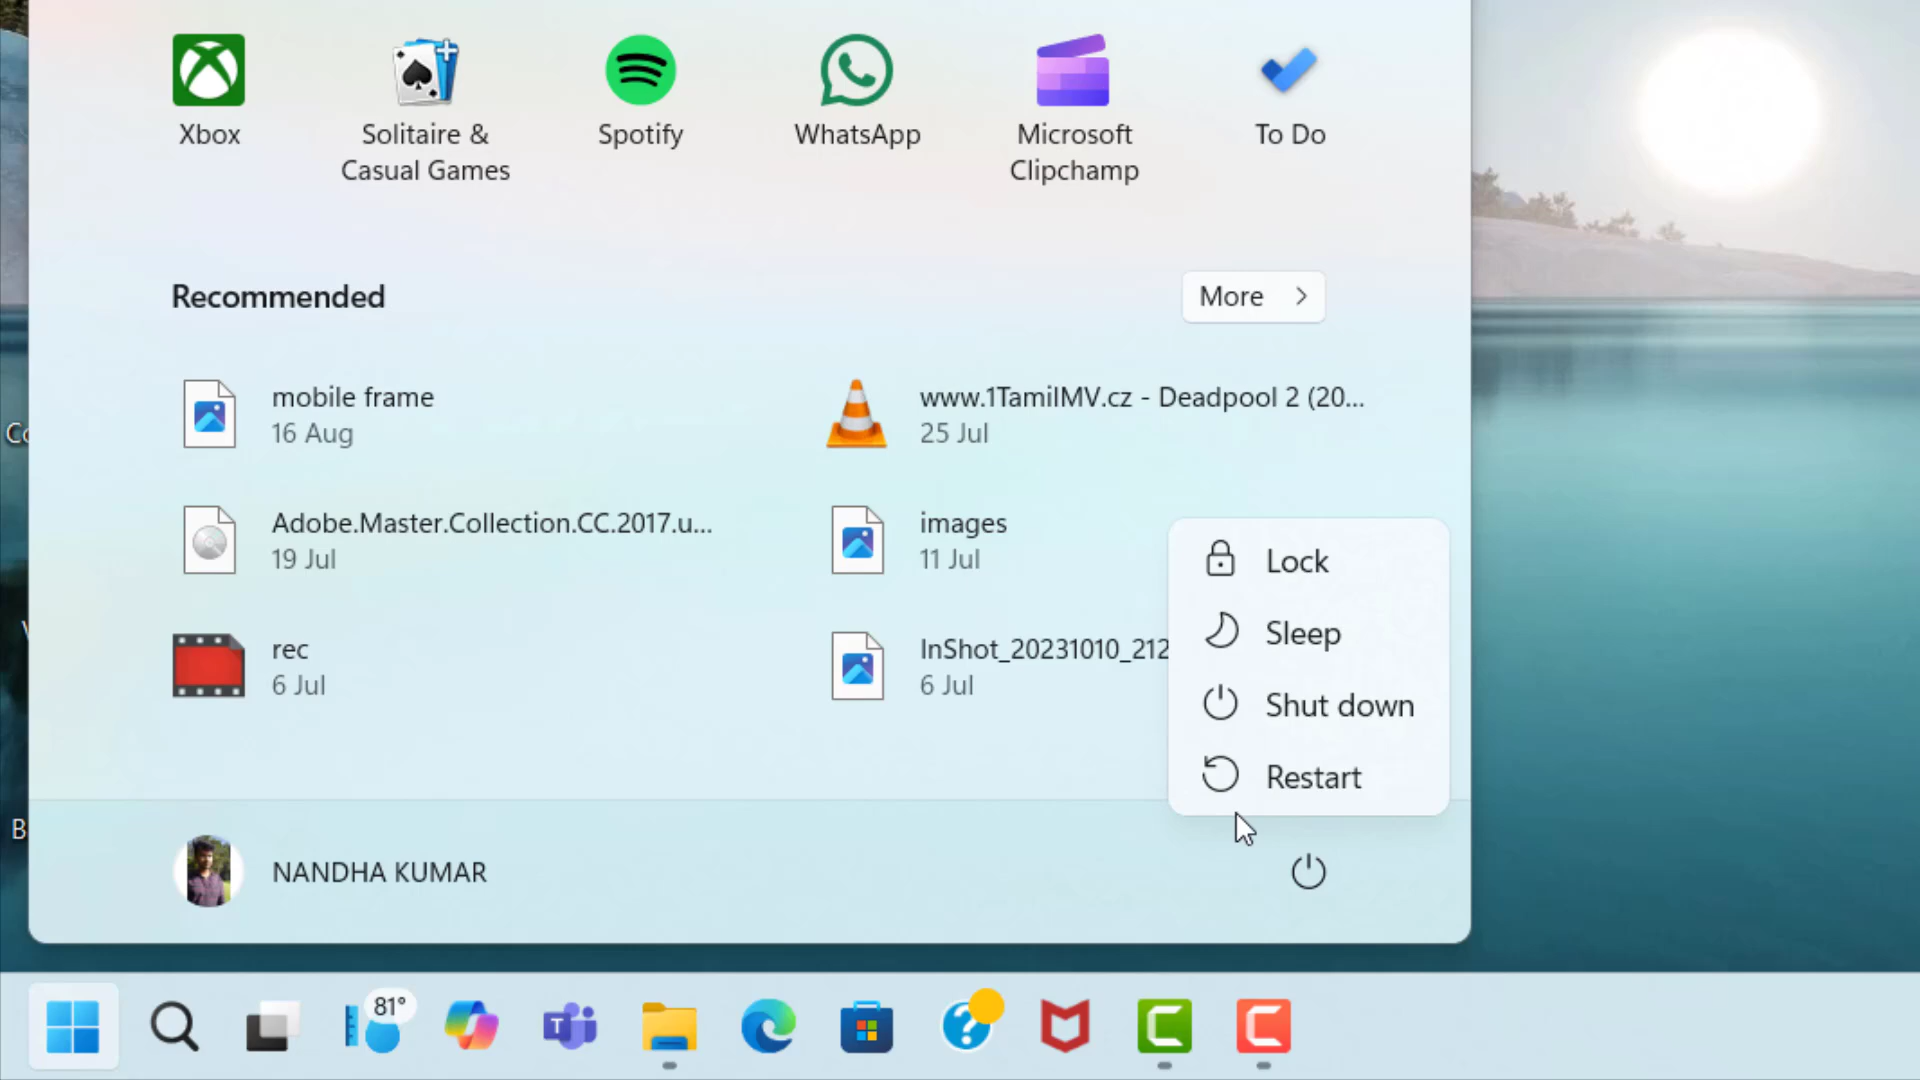 Xbox
Solitaire &
Casual Games
Spotify
WhatsApp
Microsoft
Clipchamp
To Do
Recommended
More
mobile frame
16 Aug
www.1TamilMV.cz - Deadpool 2 (20...
25 Jul
Adobe.Master.Collection.CC.2017.u...
19 Jul
images
11 Jul
rec
6 Jul
InShot_20231010_212
6 Jul
Lock
Sleep
Shut down
Restart
NANDHA KUMAR
81°